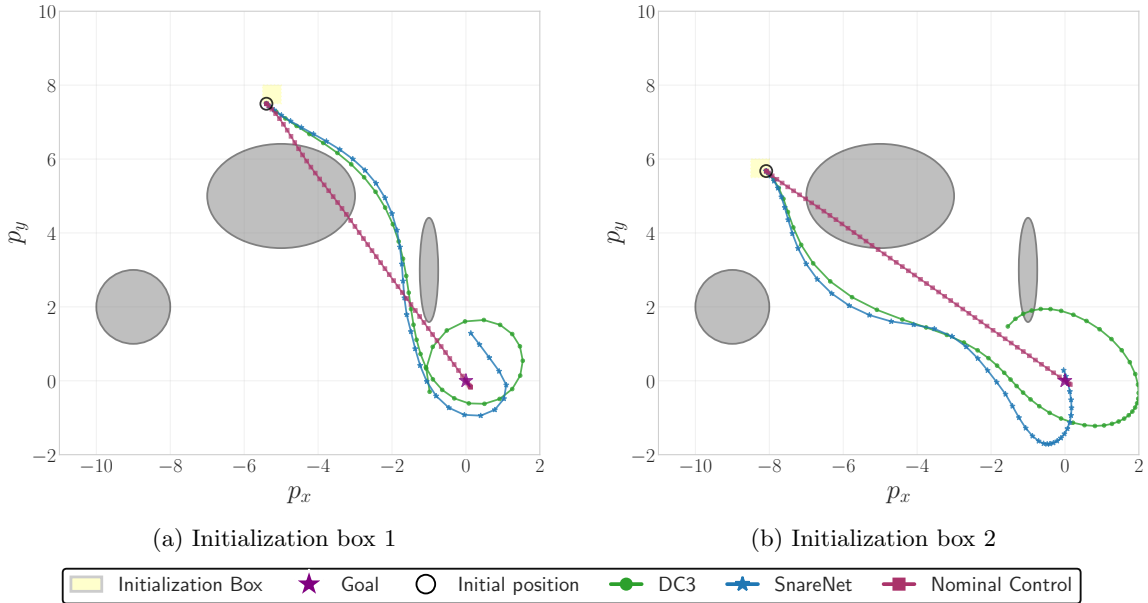 10
8
6
4
2
0
−2
p_y
−10 −8 −6 −4 −2 0 2
p_x
(a) Initialization box 1
10
8
6
4
2
0
−2
p_y
−10 −8 −6 −4 −2 0 2
p_x
(b) Initialization box 2
Initialization Box Goal Initial position DC3 SnareNet Nominal Control